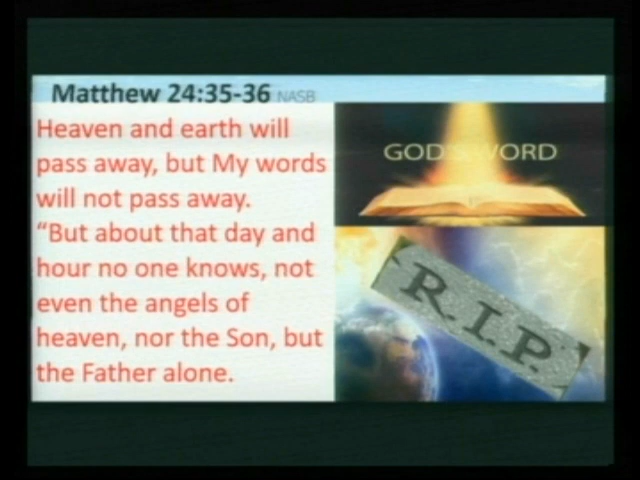 Matthew 24:35-36 NASB
Heaven and earth will
pass away, but My words
will not pass away.
“But about that day and
hour no one knows, not
even the angels of
heaven, nor the Son, but
the Father alone.
GOD'S WORD
R.I.P.